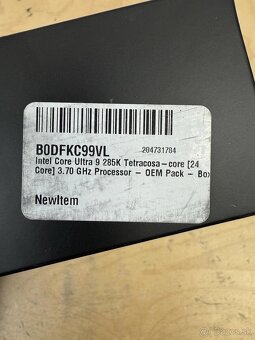 B0DFKC99VL
204731784
Intel Core Ultra 9 285K Tetracosa-core [24
Core] 3.70 GHz Processor - OEM Pack - Box
NewItem